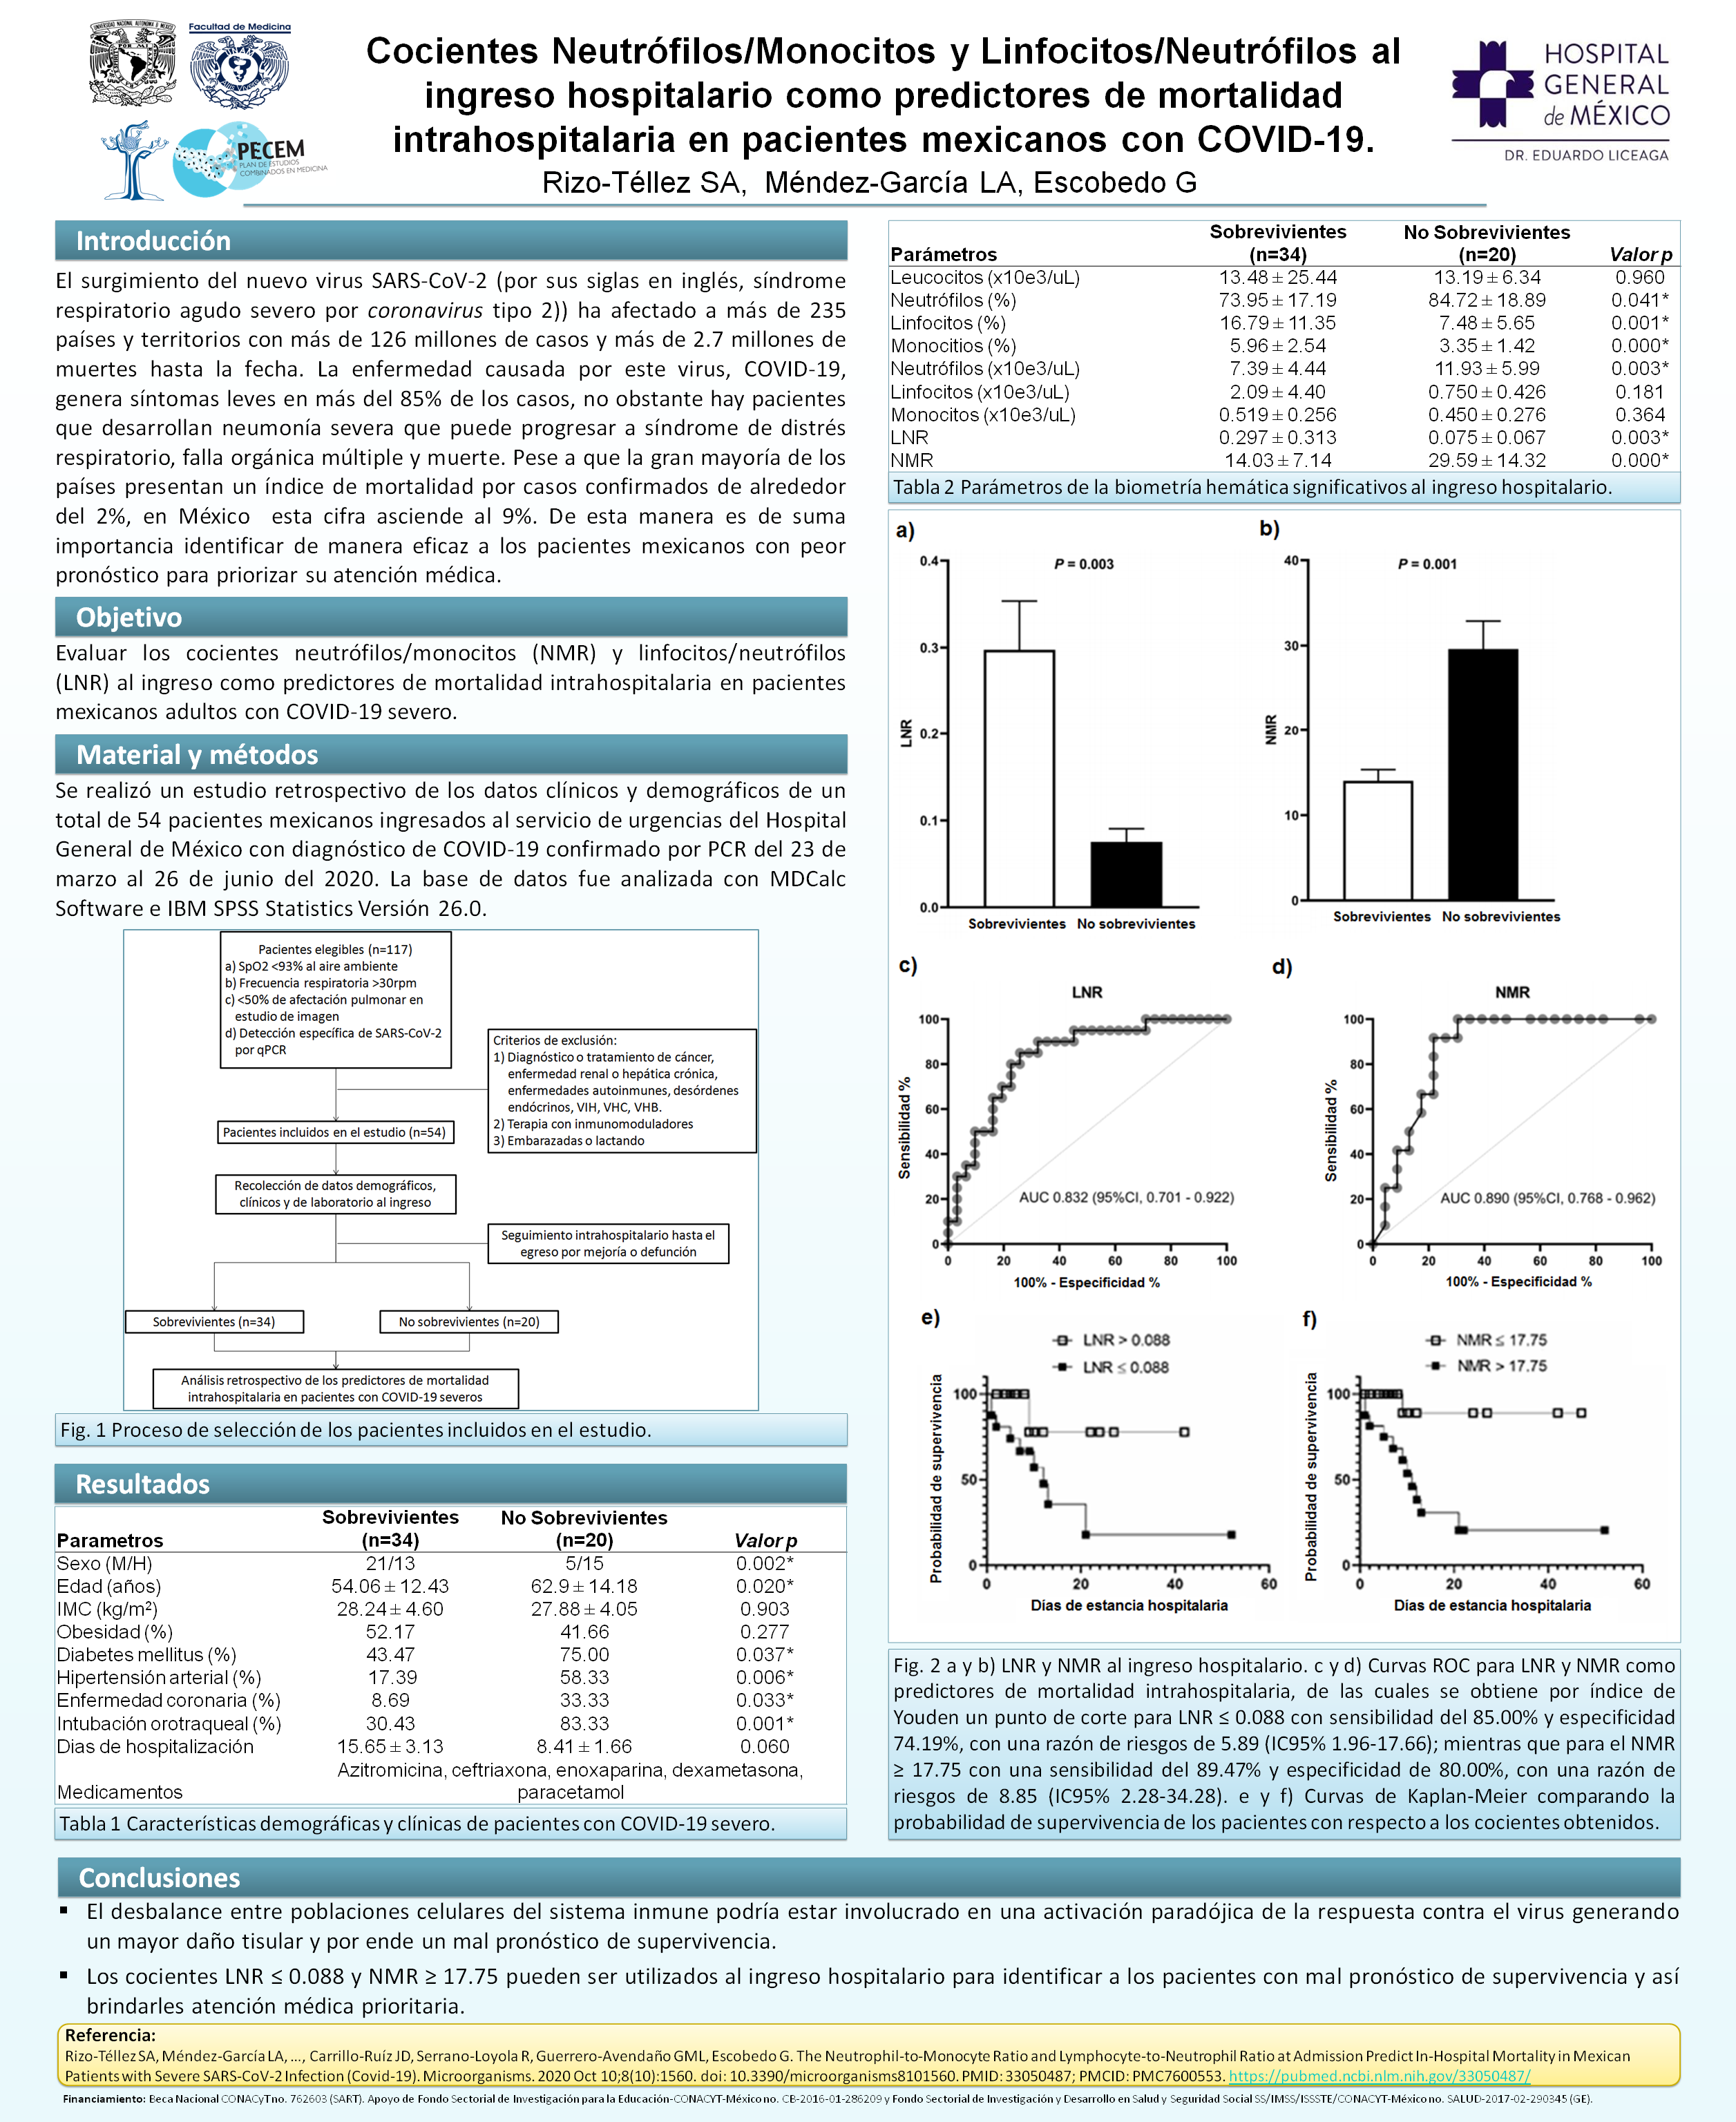 Facultad de Medicina
PECEM
PLAN DE ESTUDIOS
COMBINADOS EN MEDICINA
Cocientes Neutrófilos/Monocitos y Linfocitos/Neutrófilos al
ingreso hospitalario como predictores de mortalidad
intrahospitalaria en pacientes mexicanos con COVID-19.
Rizo-Téllez SA, Méndez-García LA, Escobedo G
HOSPITAL
GENERAL
de MÉXICO
DR. EDUARDO LICEAGA
Introducción
El surgimiento del nuevo virus SARS-CoV-2 (por sus siglas en inglés, síndrome
respiratorio agudo severo por coronavirus tipo 2)) ha afectado a más de 235
países y territorios con más de 126 millones de casos y más de 2.7 millones de
muertes hasta la fecha. La enfermedad causada por este virus, COVID-19,
genera síntomas leves en más del 85% de los casos, no obstante hay pacientes
que desarrollan neumonía severa que puede progresar a síndrome de distrés
respiratorio, falla orgánica múltiple y muerte. Pese a que la gran mayoría de los
países presentan un índice de mortalidad por casos confirmados de alrededor
del 2%, en México esta cifra asciende al 9%. De esta manera es de suma
importancia identificar de manera eficaz a los pacientes mexicanos con peor
pronóstico para priorizar su atención médica.
Objetivo
Evaluar los cocientes neutrófilos/monocitos (NMR) y linfocitos/neutrófilos
(LNR) al ingreso como predictores de mortalidad intrahospitalaria en pacientes
mexicanos adultos con COVID-19 severo.
Material y métodos
Se realizó un estudio retrospectivo de los datos clínicos y demográficos de un
total de 54 pacientes mexicanos ingresados al servicio de urgencias del Hospital
General de México con diagnóstico de COVID-19 confirmado por PCR del 23 de
marzo al 26 de junio del 2020. La base de datos fue analizada con MDCalc
Software e IBM SPSS Statistics Versión 26.0.
Pacientes elegibles (n=117)
a) SpO2 <93% al aire ambiente
b) Frecuencia respiratoria >30rpm
c) <50% de afectación pulmonar en
estudio de imagen
d) Detección específica de SARS-CoV-2
por qPCR
Criterios de exclusión:
1) Diagnóstico o tratamiento de cáncer,
enfermedad renal o hepática crónica,
enfermedades autoinmunes, desórdenes
endócrinos, VIH, VHC, VHB.
2) Terapia con inmunomoduladores
3) Embarazadas o lactando
Pacientes incluidos en el estudio (n=54)
Recolección de datos demográficos,
clínicos y de laboratorio al ingreso
Seguimiento intrahospitalario hasta el
egreso por mejoría o defunción
Sobrevivientes (n=34) No sobrevivientes (n=20)
Análisis retrospectivo de los predictores de mortalidad
intrahospitalaria en pacientes con COVID-19 severos
Fig. 1 Proceso de selección de los pacientes incluidos en el estudio.
Resultados
Sobrevivientes No Sobrevivientes
Parametros (n=34) (n=20) Valor p
Sexo (M/H) 21/13 5/15 0.002*
Edad (años) 54.06 ± 12.43 62.9 ± 14.18 0.020*
IMC (kg/m²) 28.24 ± 4.60 27.88 ± 4.05 0.903
Obesidad (%) 52.17 41.66 0.277
Diabetes mellitus (%) 43.47 75.00 0.037*
Hipertensión arterial (%) 17.39 58.33 0.006*
Enfermedad coronaria (%) 8.69 33.33 0.033*
Intubación orotraqueal (%) 30.43 83.33 0.001*
Dias de hospitalización 15.65 ± 3.13 8.41 ± 1.66 0.060
Azitromicina, ceftriaxona, enoxaparina, dexametasona,
Medicamentos paracetamol
Tabla 1 Características demográficas y clínicas de pacientes con COVID-19 severo.
Sobrevivientes No Sobrevivientes
Parámetros (n=34) (n=20) Valor p
Leucocitos (x10e3/uL) 13.48 ± 25.44 13.19 ± 6.34 0.960
Neutrófilos (%) 73.95 ± 17.19 84.72 ± 18.89 0.041*
Linfocitos (%) 16.79 ± 11.35 7.48 ± 5.65 0.001*
Monocitios (%) 5.96 ± 2.54 3.35 ± 1.42 0.000*
Neutrófilos (x10e3/uL) 7.39 ± 4.44 11.93 ± 5.99 0.003*
Linfocitos (x10e3/uL) 2.09 ± 4.40 0.750 ± 0.426 0.181
Monocitos (x10e3/uL) 0.519 ± 0.256 0.450 ± 0.276 0.364
LNR 0.297 ± 0.313 0.075 ± 0.067 0.003*
NMR 14.03 ± 7.14 29.59 ± 14.32 0.000*
Tabla 2 Parámetros de la biometría hemática significativos al ingreso hospitalario.
a)
P = 0.003
LNR
0.4
0.3
0.2
0.1
0.0
Sobrevivientes No sobrevivientes
b)
P = 0.001
NMR
40
30
20
10
0
Sobrevivientes No sobrevivientes
c)
LNR
Sensibilidad %
100
80
60
40
20
0
AUC 0.832 (95%CI, 0.701 - 0.922)
0 20 40 60 80 100
100% - Especificidad %
d)
NMR
Sensibilidad %
100
80
60
40
20
0
AUC 0.890 (95%CI, 0.768 - 0.962)
0 20 40 60 80 100
100% - Especificidad %
e)
LNR > 0.088
LNR ≤ 0.088
Probabilidad de supervivencia
100
50
0
0 20 40 60
Días de estancia hospitalaria
f)
NMR ≤ 17.75
NMR > 17.75
Probabilidad de supervivencia
100
50
0
0 20 40 60
Días de estancia hospitalaria
Fig. 2 a y b) LNR y NMR al ingreso hospitalario. c y d) Curvas ROC para LNR y NMR como
predictores de mortalidad intrahospitalaria, de las cuales se obtiene por índice de
Youden un punto de corte para LNR ≤ 0.088 con sensibilidad del 85.00% y especificidad
74.19%, con una razón de riesgos de 5.89 (IC95% 1.96-17.66); mientras que para el NMR
≥ 17.75 con una sensibilidad del 89.47% y especificidad de 80.00%, con una razón de
riesgos de 8.85 (IC95% 2.28-34.28). e y f) Curvas de Kaplan-Meier comparando la
probabilidad de supervivencia de los pacientes con respecto a los cocientes obtenidos.
Conclusiones
▪ El desbalance entre poblaciones celulares del sistema inmune podría estar involucrado en una activación paradójica de la respuesta contra el virus generando
un mayor daño tisular y por ende un mal pronóstico de supervivencia.
▪ Los cocientes LNR ≤ 0.088 y NMR ≥ 17.75 pueden ser utilizados al ingreso hospitalario para identificar a los pacientes con mal pronóstico de supervivencia y así
brindarles atención médica prioritaria.
Referencia:
Rizo-Téllez SA, Méndez-García LA, ..., Carrillo-Ruíz JD, Serrano-Loyola R, Guerrero-Avendaño GML, Escobedo G. The Neutrophil-to-Monocyte Ratio and Lymphocyte-to-Neutrophil Ratio at Admission Predict In-Hospital Mortality in Mexican
Patients with Severe SARS-CoV-2 Infection (Covid-19). Microorganisms. 2020 Oct 10;8(10):1560. doi: 10.3390/microorganisms8101560. PMID: 33050487; PMCID: PMC7600553. https://pubmed.ncbi.nlm.nih.gov/33050487/
Financiamiento: Beca Nacional CONACyT no. 762603 (SART). Apoyo de Fondo Sectorial de Investigación para la Educación-CONACYT-México no. CB-2016-01-286209 y Fondo Sectorial de Investigación y Desarrollo en Salud y Seguridad Social SS/IMSS/ISSSTE/CONACYT-México no. SALUD-2017-02-290345 (GE).